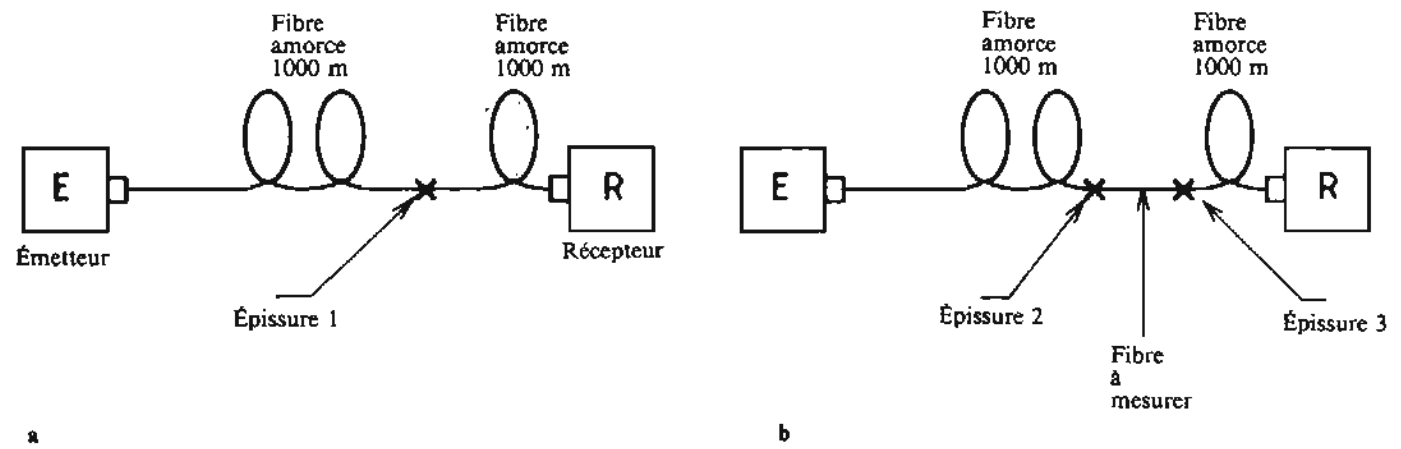 Fibre
amorce
1000 m
Fibre
amorce
1000 m
E
R
Émetteur
Récepteur
Épissure 1
a
Fibre
amorce
1000 m
Fibre
amorce
1000 m
E
R
Épissure 2
Épissure 3
Fibre
à
mesurer
b